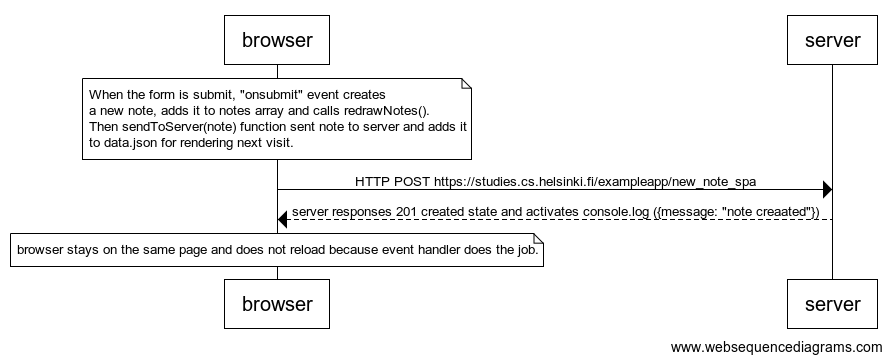 browser
server
When the form is submit, "onsubmit" event creates
a new note, adds it to notes array and calls redrawNotes().
Then sendToServer(note) function sent note to server and adds it
to data.json for rendering next visit.
HTTP POST https://studies.cs.helsinki.fi/exampleapp/new_note_spa
server responses 201 created state and activates console.log ({message: "note creaated"})
browser stays on the same page and does not reload because event handler does the job.
browser
server
www.websequencediagrams.com